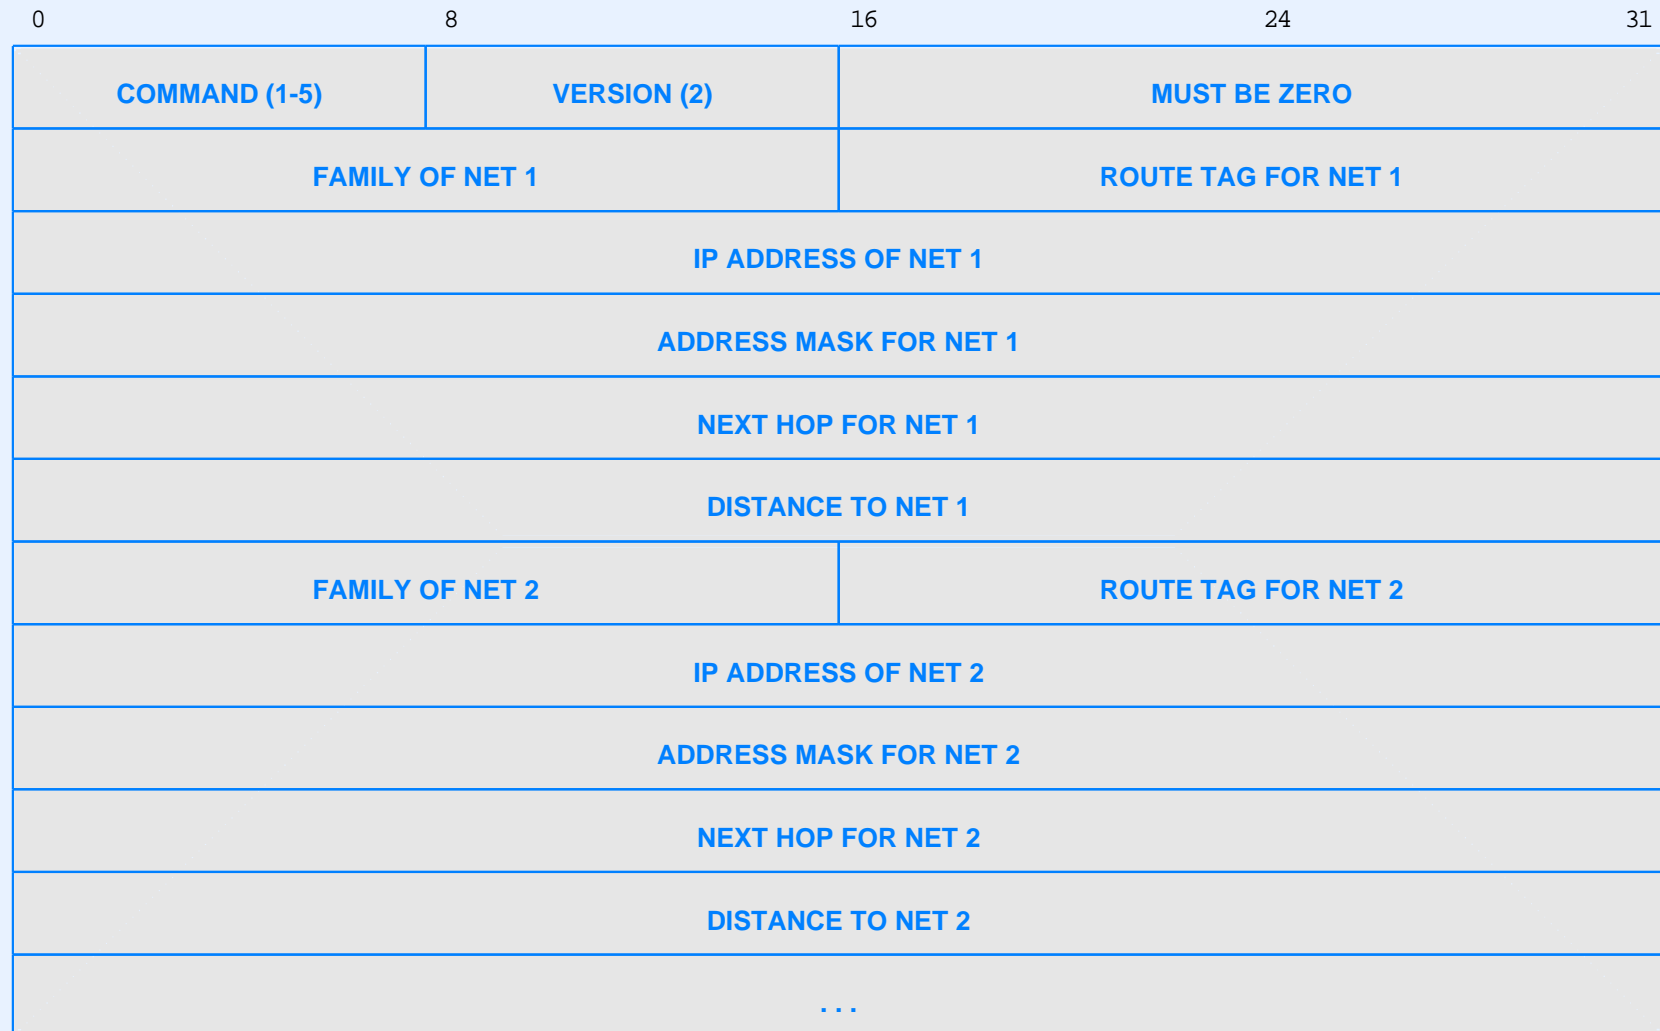 0 8 16 24 31
COMMAND (1-5) VERSION (2) MUST BE ZERO
FAMILY OF NET 1 ROUTE TAG FOR NET 1
IP ADDRESS OF NET 1
ADDRESS MASK FOR NET 1
NEXT HOP FOR NET 1
DISTANCE TO NET 1
FAMILY OF NET 2 ROUTE TAG FOR NET 2
IP ADDRESS OF NET 2
ADDRESS MASK FOR NET 2
NEXT HOP FOR NET 2
DISTANCE TO NET 2
. . .